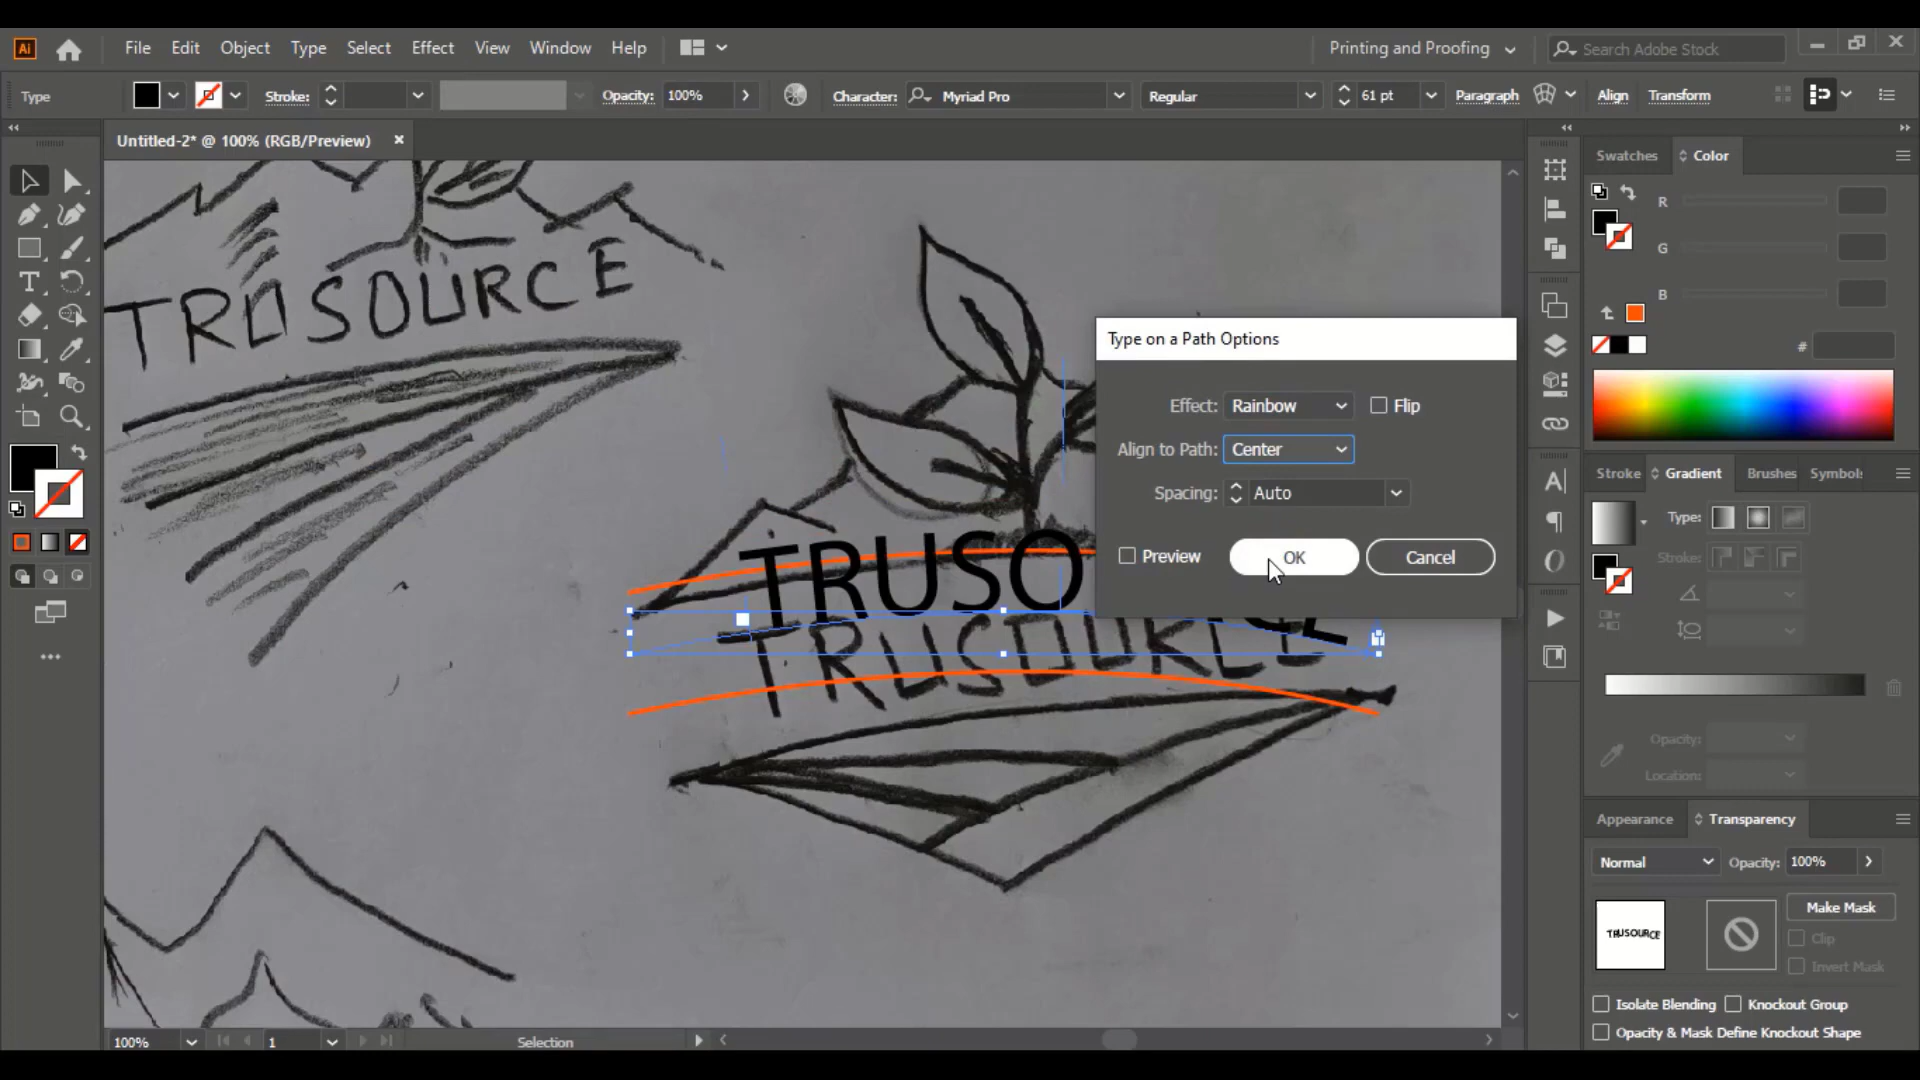 Ai File Edit Object Type Select Effect View Window Help Printing and Proofing Search Adobe Stock
Type Stroke: Opacity: 100% Character: Myriad Pro Regular 61 pt Paragraph Align Transform
Untitled-2* @ 100% (RGB/Preview)
Swatches Color
R
G
B
#
TRUSOURCE
Type on a Path Options
Effect: Rainbow Flip
Align to Path: Center
Spacing: Auto
Preview OK Cancel
TRUSO
TRUSOURCE
Stroke Gradient Brushes Symbol
Type:
Stroke:
Opacity:
Location:
Appearance Transparency
Normal Opacity: 100%
TRUSOURCE
Make Mask
Clip
Invert Mask
Isolate Blending Knockout Group
Opacity & Mask Define Knockout Shape
100% 1 Selection